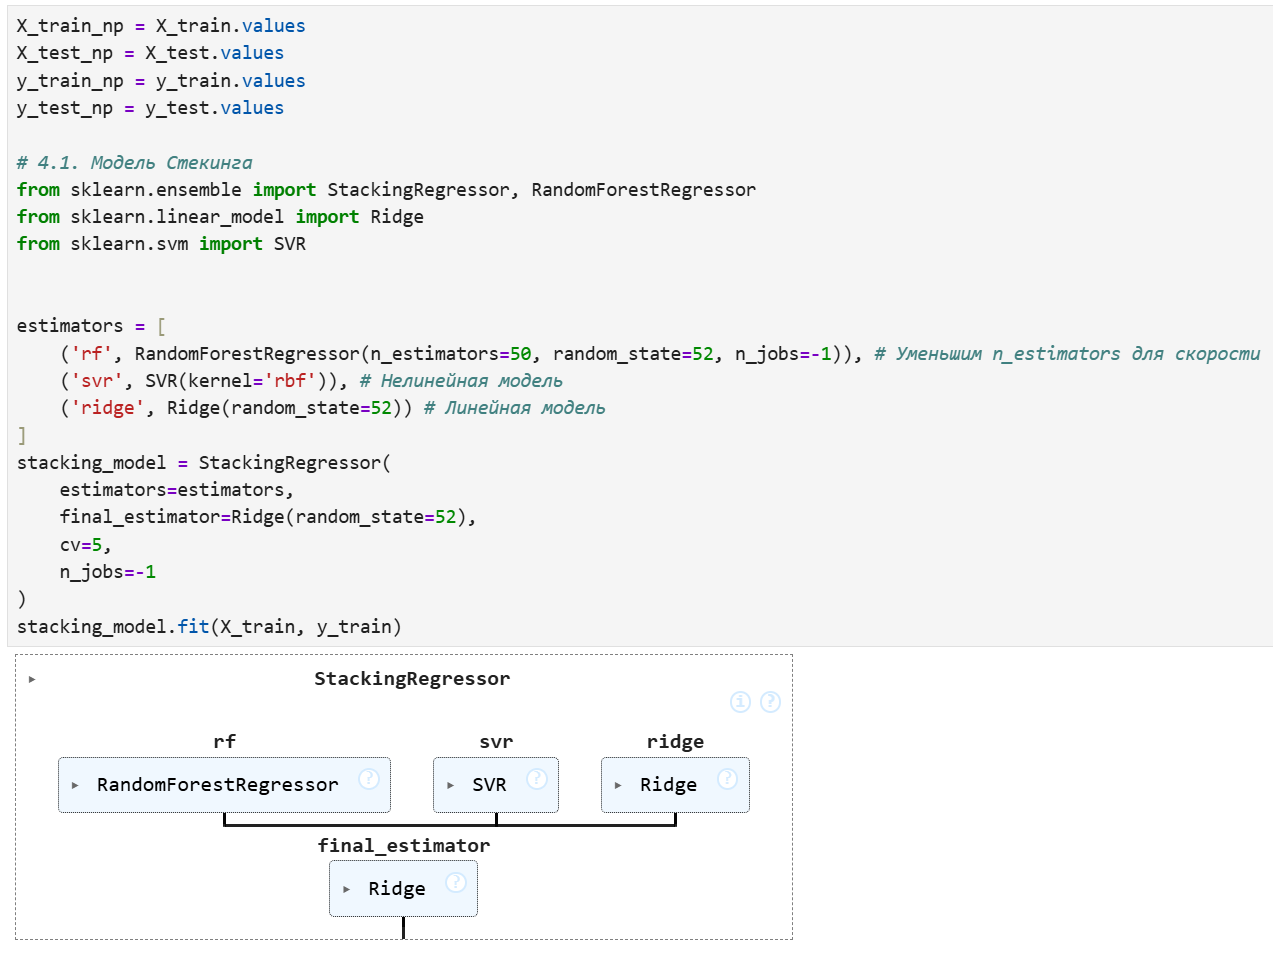 X_train_np = X_train.values
X_test_np = X_test.values
y_train_np = y_train.values
y_test_np = y_test.values
# 4.1. Модель Стекинга
from sklearn.ensemble import StackingRegressor, RandomForestRegressor
from sklearn.linear_model import Ridge
from sklearn.svm import SVR
estimators = [
    ('rf', RandomForestRegressor(n_estimators=50, random_state=52, n_jobs=-1)), # Уменьшим n_estimators для скорости
    ('svr', SVR(kernel='rbf')), # Нелинейная модель
    ('ridge', Ridge(random_state=52)) # Линейная модель
]
stacking_model = StackingRegressor(
    estimators=estimators,
    final_estimator=Ridge(random_state=52),
    cv=5,
    n_jobs=-1
)
stacking_model.fit(X_train, y_train)
▸ StackingRegressor
i ?
rf svr ridge
▸ RandomForestRegressor ? ▸ SVR ? ▸ Ridge ?
final_estimator
▸ Ridge ?